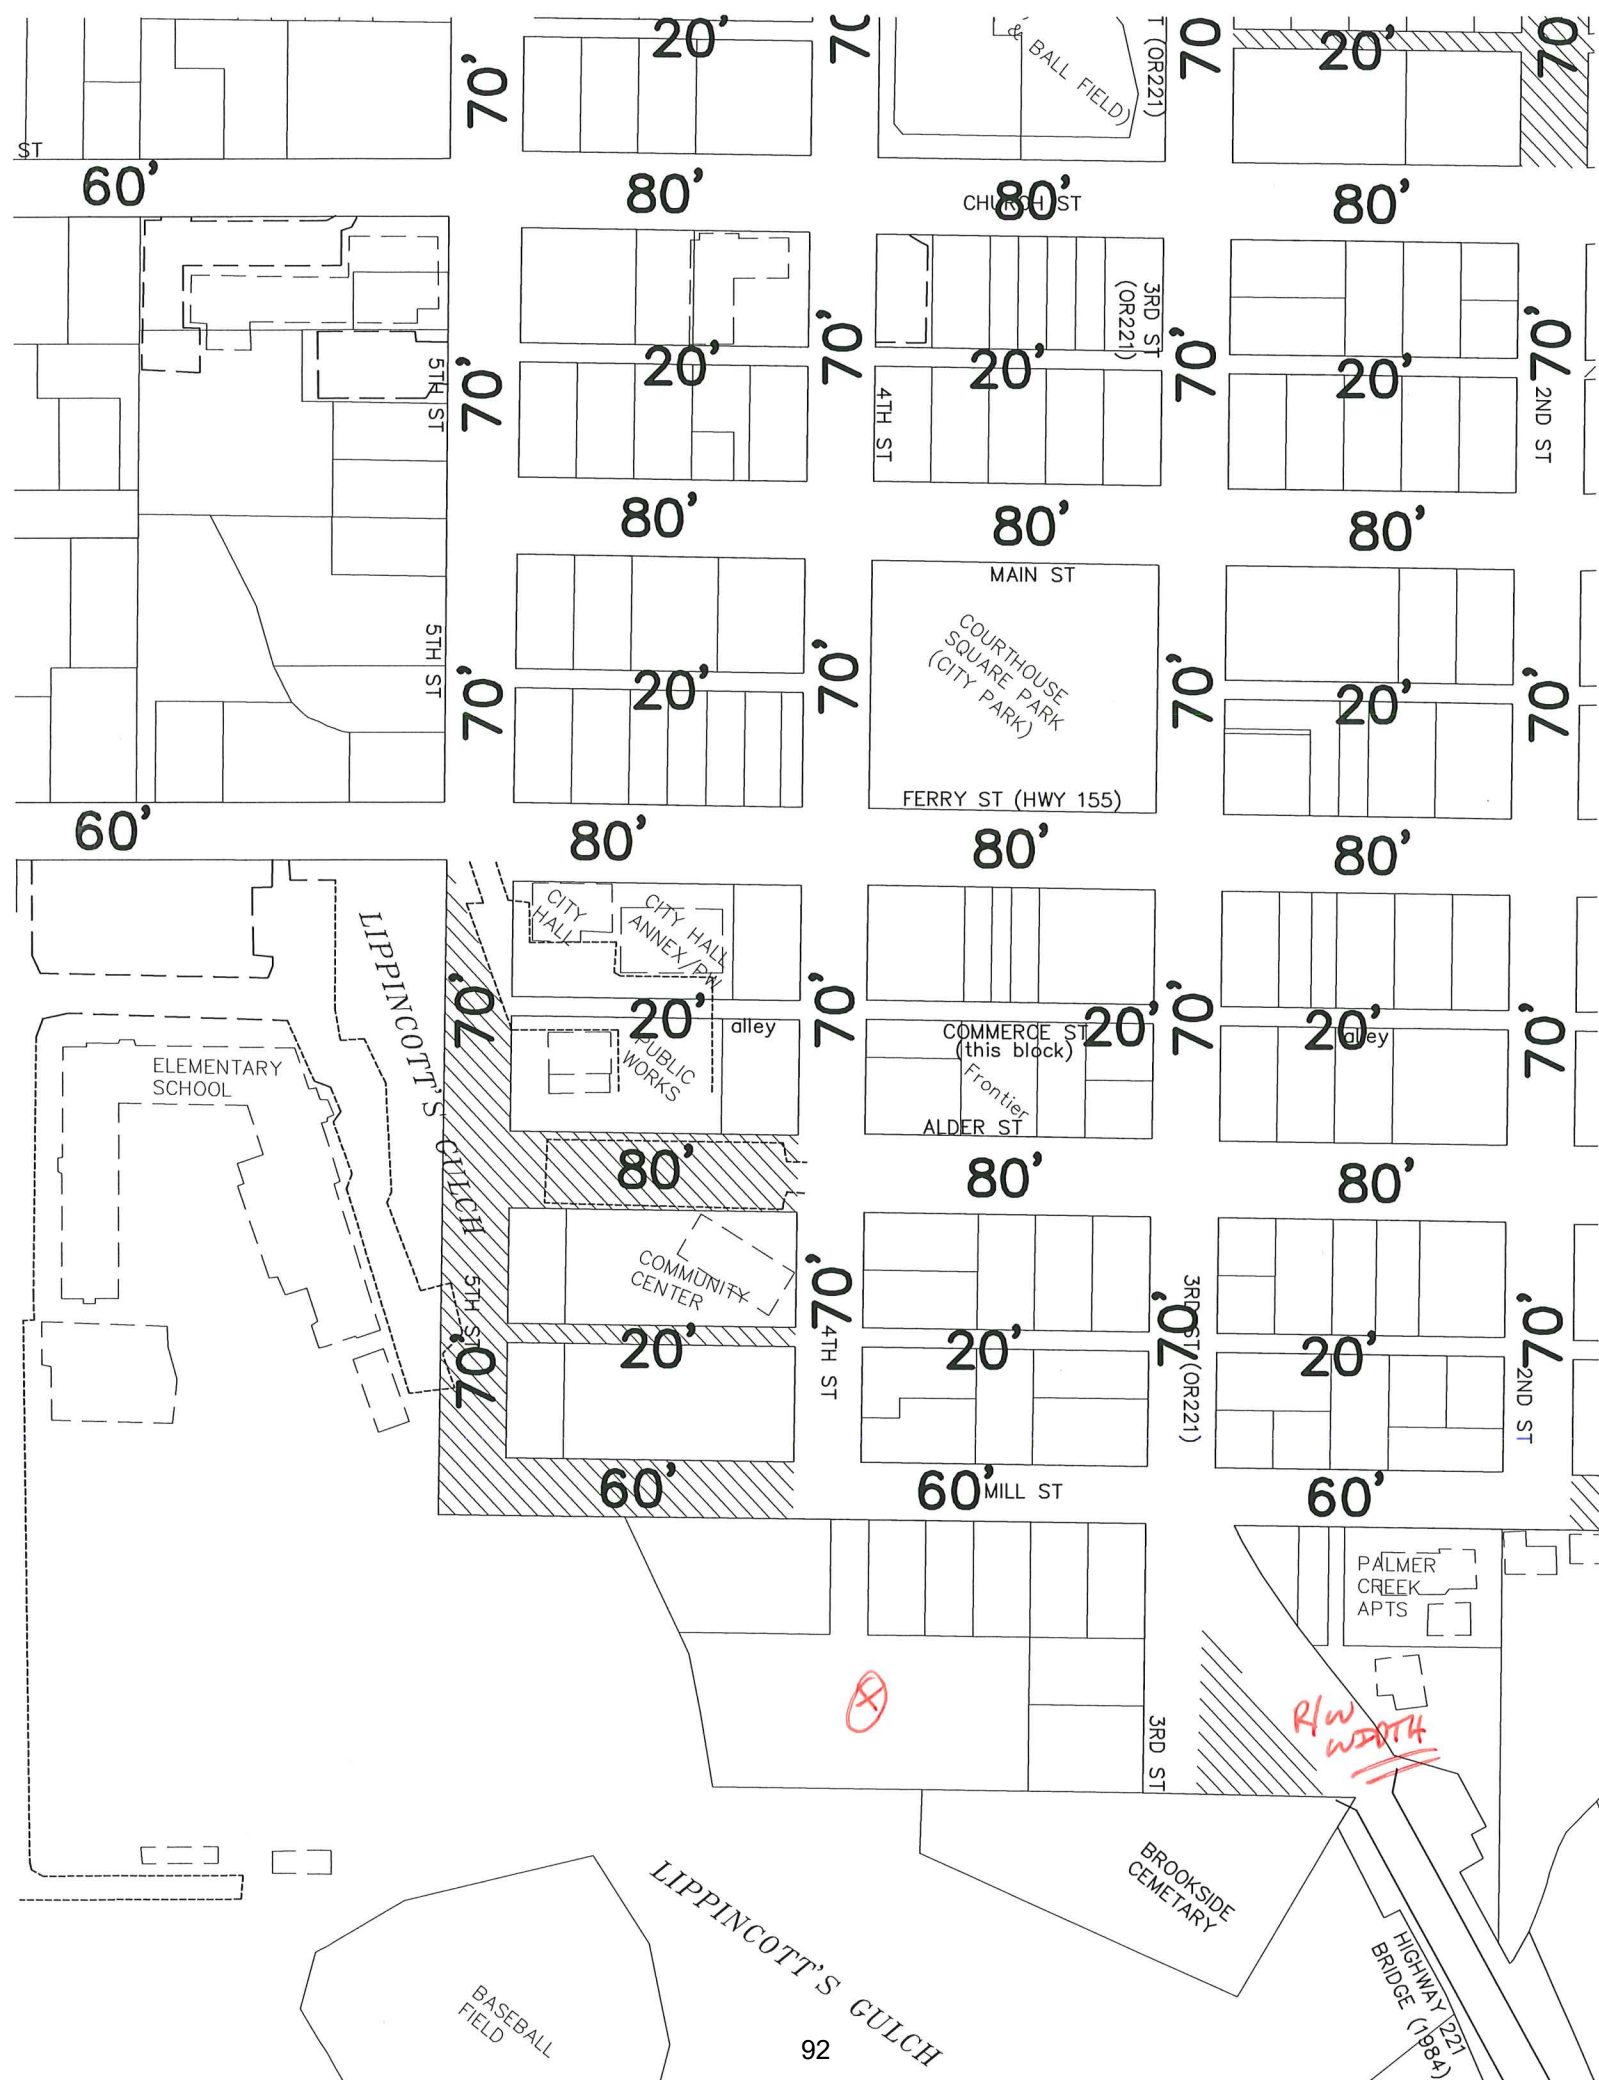 20'
70'
70
& BALL FIELD)
T (OR221)
70
20'
70
ST
60'
80'
80'
CHURCH ST
80'
3RD ST
(OR221)
5TH ST
70'
20'
70'
4TH ST
20'
70'
20'
70'
2ND ST
80'
80'
80'
MAIN ST
COURTHOUSE
SQUARE PARK
(CITY PARK)
5TH ST
70'
20'
70'
70'
20'
70'
FERRY ST (HWY 155)
60'
80'
80'
80'
LIPPINCOTT'S GULCH
CITY
HALL
CITY HALL
ANNEX/PW
70'
20'
alley
70'
COMMERCE ST
(this block)
20'
70'
20'
alley
70'
PUBLIC
WORKS
Frontier
ALDER ST
ELEMENTARY
SCHOOL
80'
80'
80'
COMMUNITY
CENTER
5TH ST
70'
20'
70'
4TH ST
20'
70'
3RD ST (OR221)
20'
70'
2ND ST
60'
60'
MILL ST
60'
PALMER
CREEK
APTS
R/W
WIDTH
X
3RD ST
BROOKSIDE
CEMETARY
LIPPINCOTT'S GULCH
HIGHWAY 221
BRIDGE (1984)
BASEBALL
FIELD
92